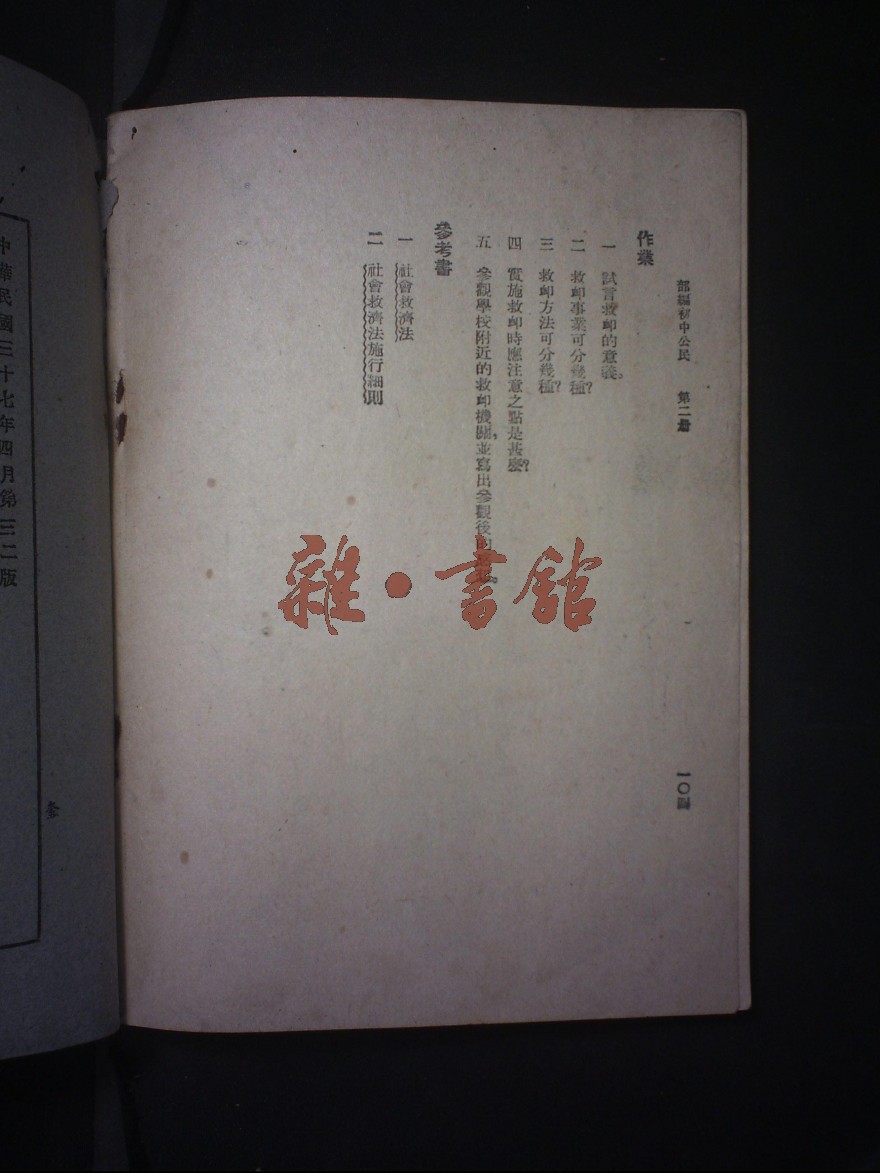 部編初中公民 第二冊
一〇四
作業
一 試言救卹的意義。
二 救卹事業可分幾種？
三 救卹方法可分幾種？
四 實施救卹時應注意之點是甚麼？
五 參觀學校附近的救卹機關，並寫出參觀後的
參考書
一 社會救濟法
二 社會救濟法施行細則
雜·書館
中華民國三十七年四月第三二版